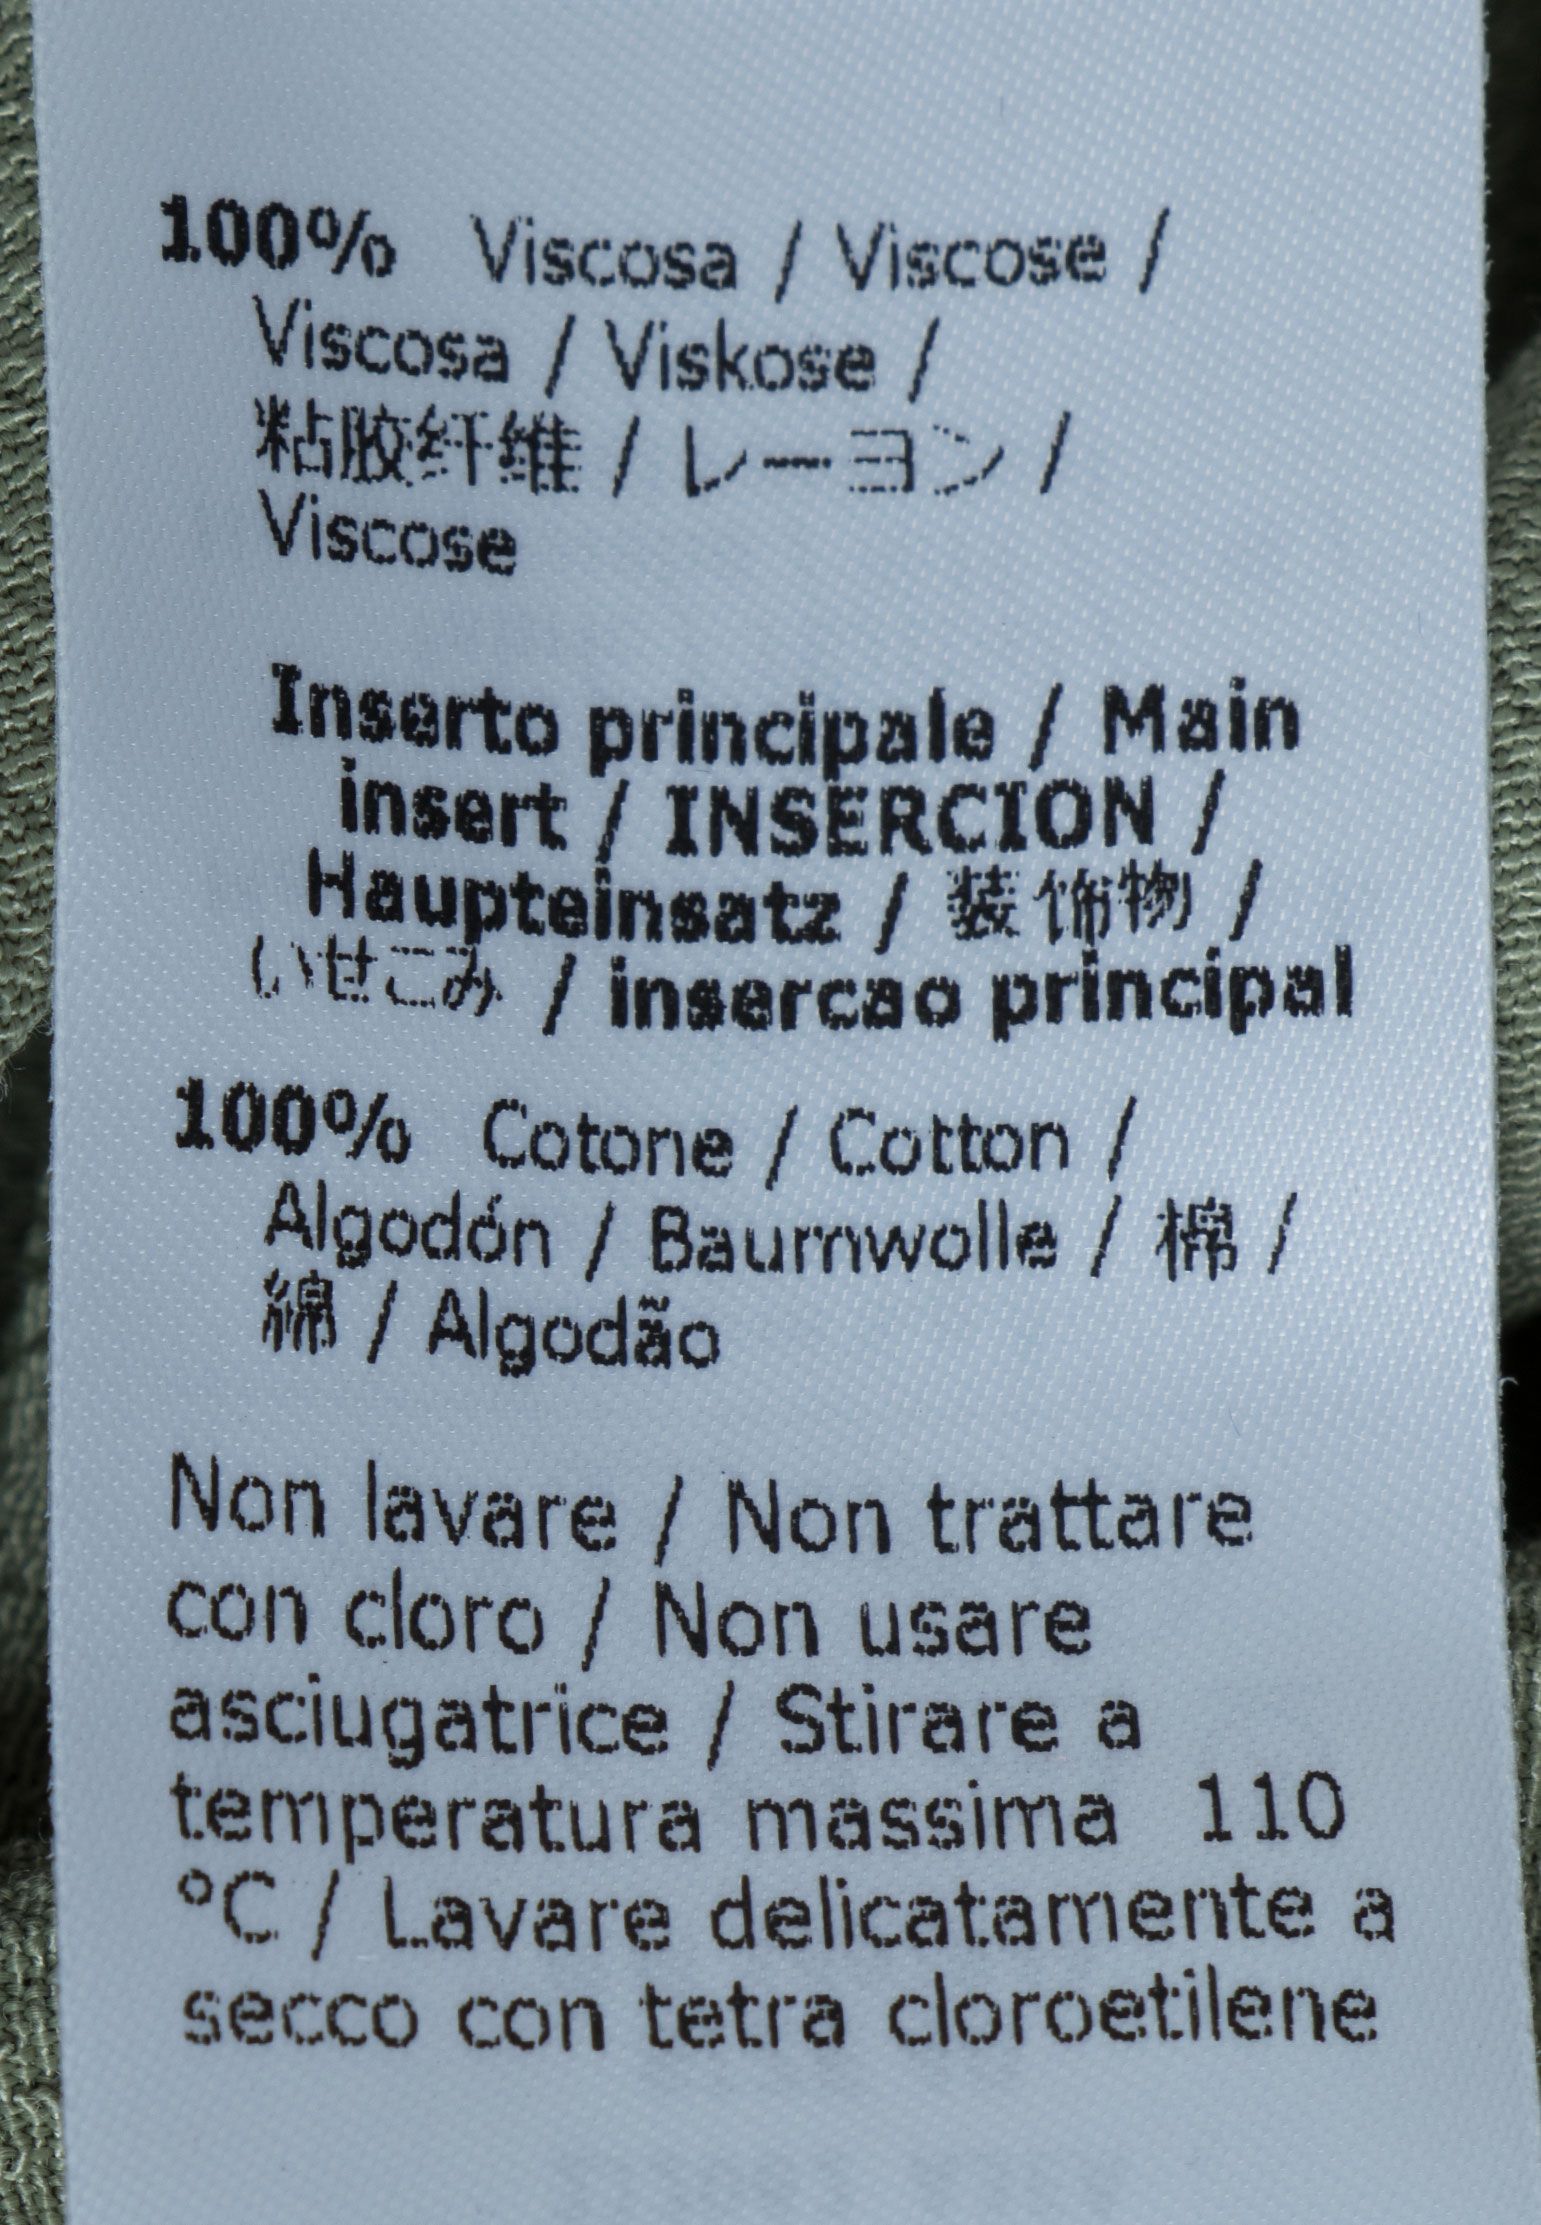 100% Viscosa / Viscose /
Viscosa / Viskose /
粘胶纤维 / レーヨン /
Viscose
Inserto principale / Main
insert / INSERCION /
Haupteinsatz / 装饰物 /
いせこみ / insercao principal
100% Cotone / Cotton /
Algodón / Baumwolle / 棉 /
綿 / Algodão
Non lavare / Non trattare
con cloro / Non usare
asciugatrice / Stirare a
temperatura massima 110
°C / Lavare delicatamente a
secco con tetra cloroetilene